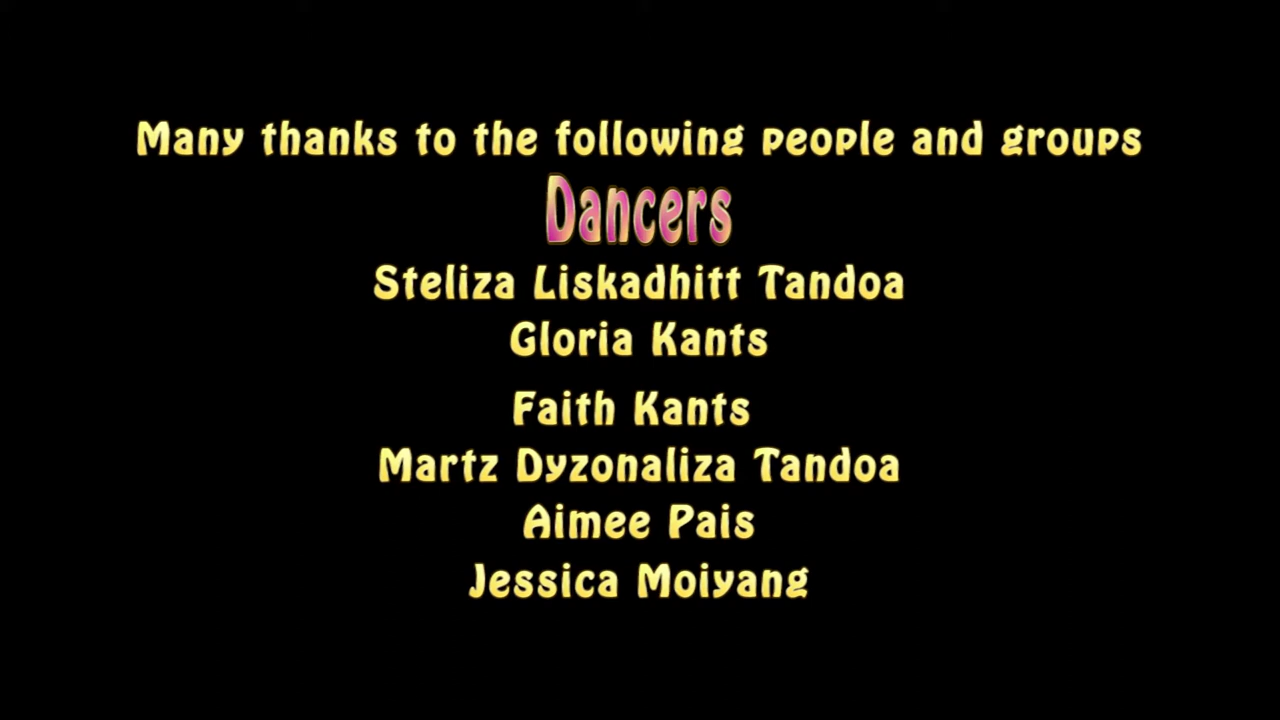 Many thanks to the following people and groups
Dancers
Steliza Liskadhitt Tandoa
Gloria Kants
Faith Kants
Martz Dyzonaliza Tandoa
Aimee Pais
Jessica Moiyang